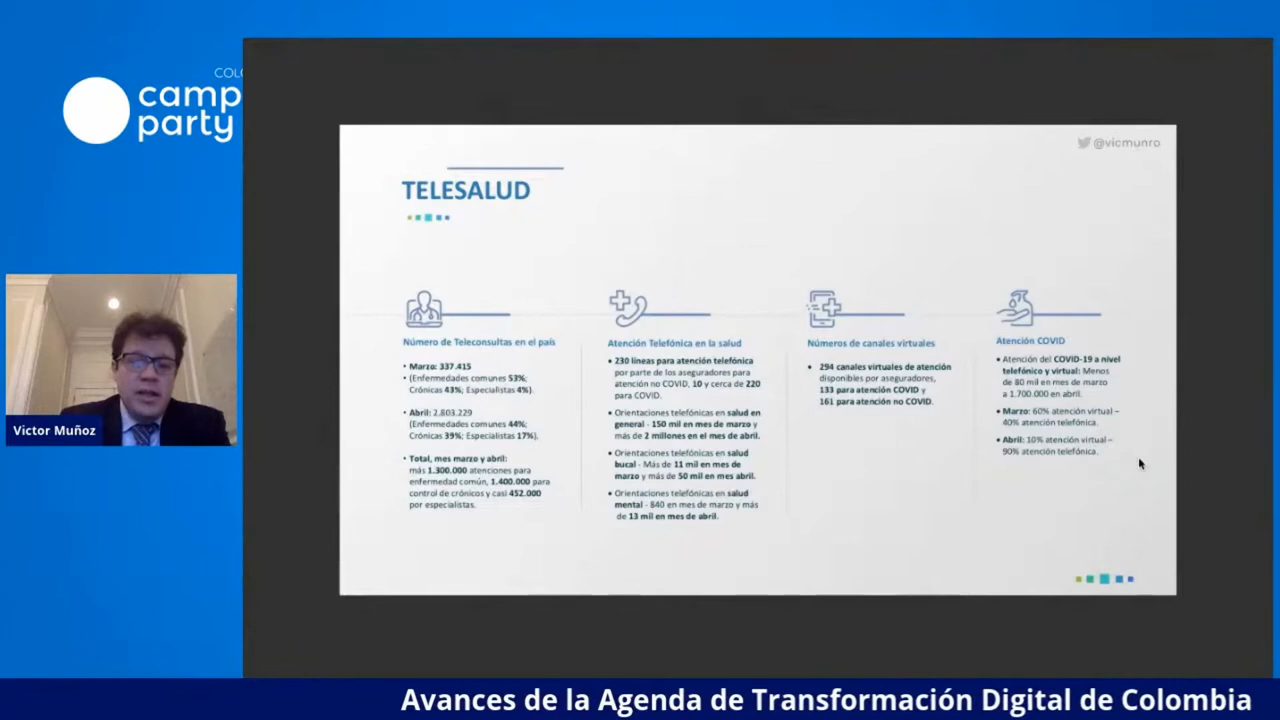 COLO
camp
party
@vicmunro
TELESALUD
Número de Teleconsultas en el país
• Marzo: 337.415
• (Enfermedades comunes 53%;
Crónicas 43%; Especialistas 4%).
• Abril: 2.803.229
(Enfermedades comunes 44%;
Crónicas 39%; Especialistas 17%).
• Total, mes marzo y abril:
más 1.300.000 atenciones para
enfermedad común, 1.400.000 para
control de crónicos y casi 452.000
por especialistas.
Atención Telefónica en la salud
• 230 líneas para atención telefónica
por parte de los aseguradores para
atención no COVID, 10 y cerca de 220
para COVID.
• Orientaciones telefónicas en salud en
general - 150 mil en mes de marzo y
más de 2 millones en el mes de abril.
• Orientaciones telefónicas en salud
bucal - Más de 11 mil en mes de
marzo y más de 50 mil en mes abril.
• Orientaciones telefónicas en salud
mental - 840 en mes de marzo y más
de 13 mil en mes de abril.
Números de canales virtuales
• 294 canales virtuales de atención
disponibles por aseguradores,
133 para atención COVID y
161 para atención no COVID.
Atención COVID
• Atención del COVID-19 a nivel
telefónico y virtual: Menos
de 80 mil en mes de marzo
a 1.700.000 en abril.
• Marzo: 60% atención virtual –
40% atención telefónica.
• Abril: 10% atención virtual –
90% atención telefónica.
Victor Muñoz
Avances de la Agenda de Transformación Digital de Colombia